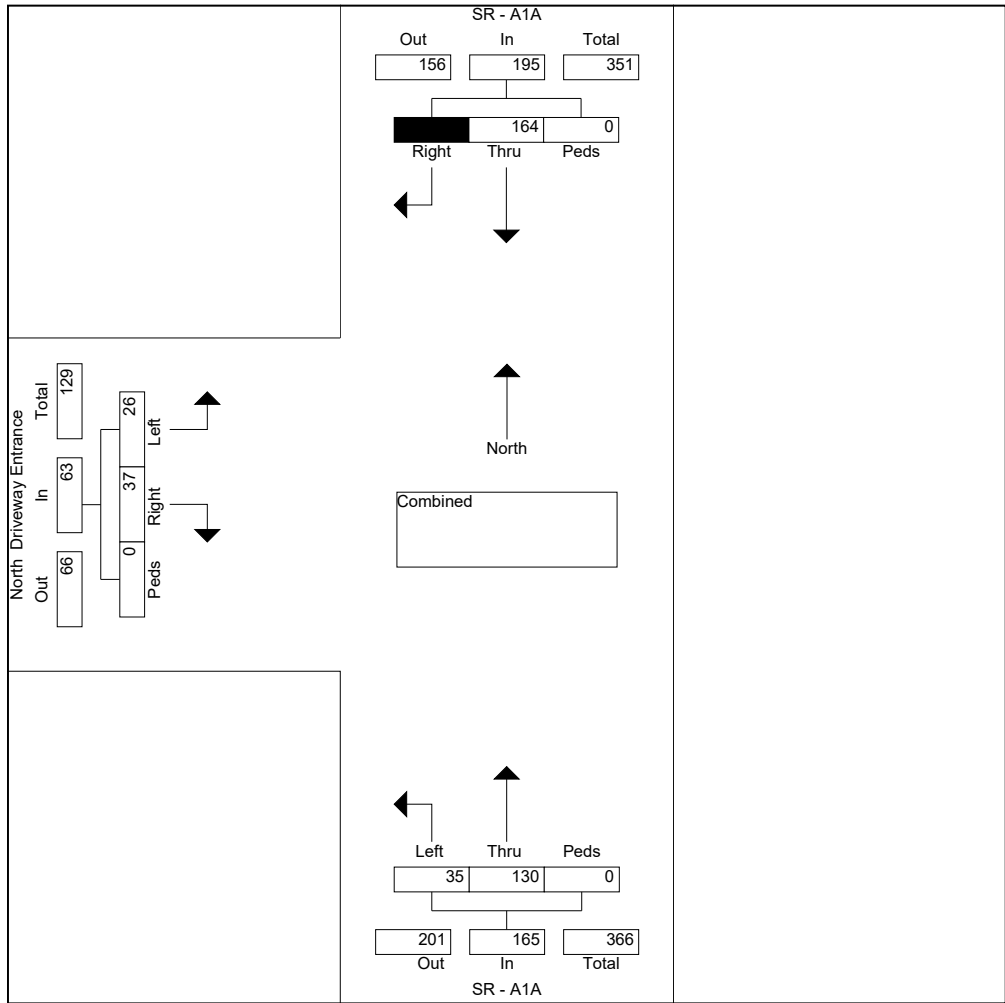 SR - A1A
Out In Total
156 195 351
164 0
Right Thru Peds
North Driveway Entrance
Out In Total
66 63 129
0 37 26
Peds Right Left
North
Combined
Left Thru Peds
35 130 0
201 165 366
Out In Total
SR - A1A